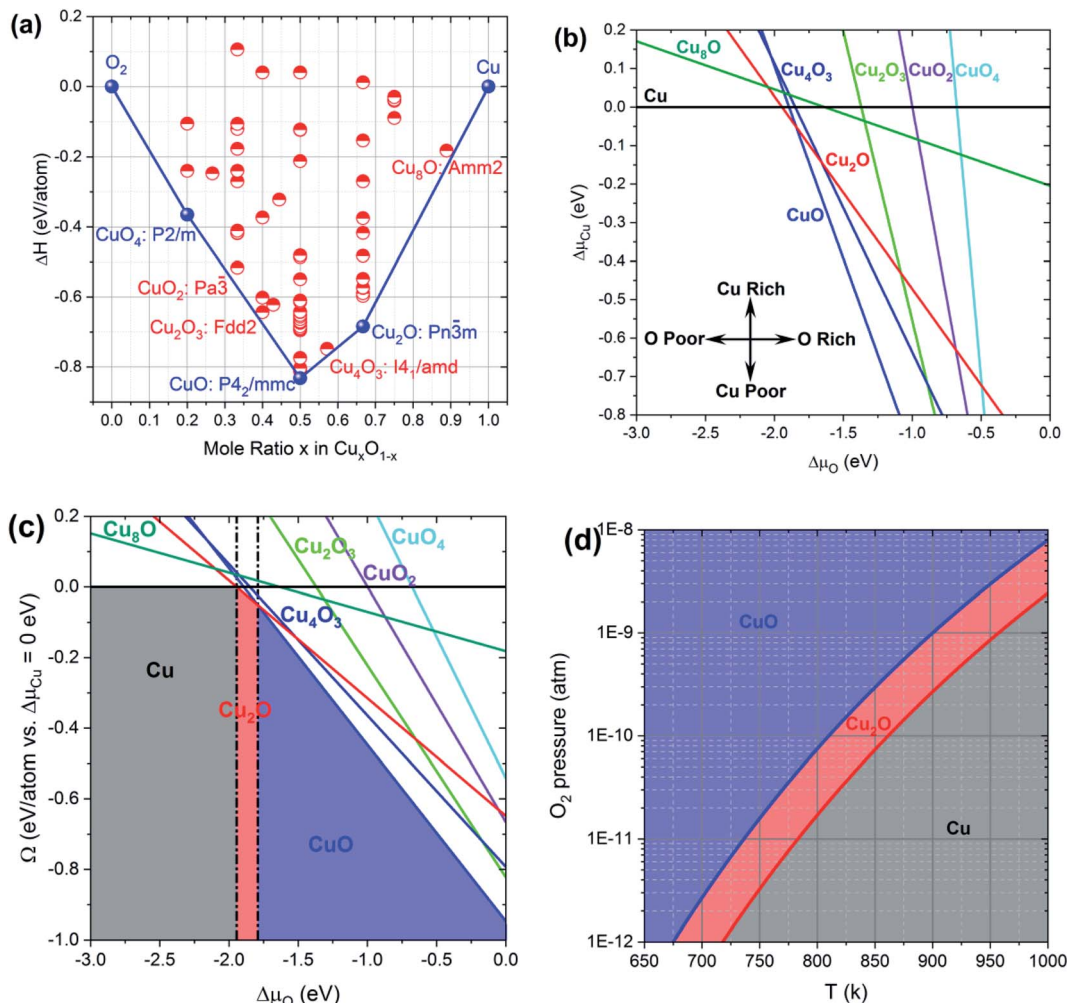 (a)
0.2
0.0
-0.2
-0.4
-0.6
-0.8
ΔH (eV/atom)
O₂
Cu
Cu₈O: Amm2
CuO₄: P2/m
CuO₂: Pa3̄
Cu₂O₃: Fdd2
Cu₂O: Pn3̄m
Cu₄O₃: I4₁/amd
CuO: P4₂/mmc
0.0 0.1 0.2 0.3 0.4 0.5 0.6 0.7 0.8 0.9 1.0
Mole Ratio x in CuₓO₁₋ₓ
(b)
0.2
0.1
0.0
-0.1
-0.2
-0.3
-0.4
-0.5
-0.6
-0.7
-0.8
Δμ_Cu (eV)
Cu₈O
Cu₄O₃
Cu₂O₃
CuO₂
CuO₄
Cu
Cu₂O
CuO
Cu Rich
O Poor
O Rich
Cu Poor
-3.0 -2.5 -2.0 -1.5 -1.0 -0.5 0.0
Δμ_O (eV)
(c)
0.2
0.0
-0.2
-0.4
-0.6
-0.8
-1.0
Ω (eV/atom vs. Δμ_Cu = 0 eV)
Cu₈O
Cu₂O₃
CuO₄
CuO₂
Cu₄O₃
Cu
Cu₂O
CuO
-3.0 -2.5 -2.0 -1.5 -1.0 -0.5 0.0
Δμ_O (eV)
(d)
1E-8
1E-9
1E-10
1E-11
1E-12
O₂ pressure (atm)
CuO
Cu₂O
Cu
650 700 750 800 850 900 950 1000
T (k)